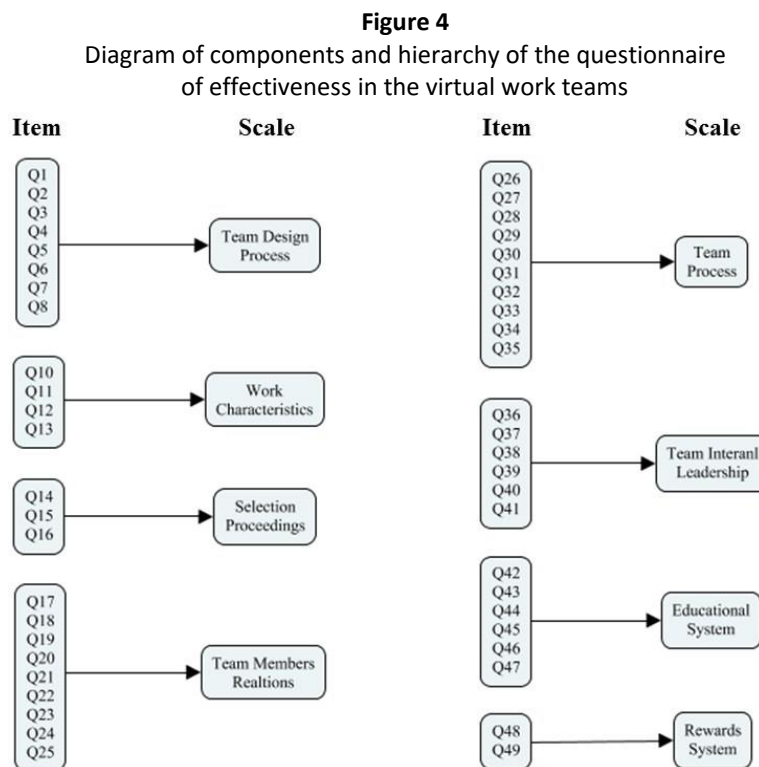 Figure 4
Diagram of components and hierarchy of the questionnaire
of effectiveness in the virtual work teams
Item
Scale
Q1
Q2
Q3
Q4
Q5
Q6
Q7
Q8
Team Design
Process
Q10
Q11
Q12
Q13
Work
Characteristics
Q14
Q15
Q16
Selection
Proceedings
Q17
Q18
Q19
Q20
Q21
Q22
Q23
Q24
Q25
Team Members
Realtions
Item
Scale
Q26
Q27
Q28
Q29
Q30
Q31
Q32
Q33
Q34
Q35
Team
Process
Q36
Q37
Q38
Q39
Q40
Q41
Team Interanl
Leadership
Q42
Q43
Q44
Q45
Q46
Q47
Educational
System
Q48
Q49
Rewards
System